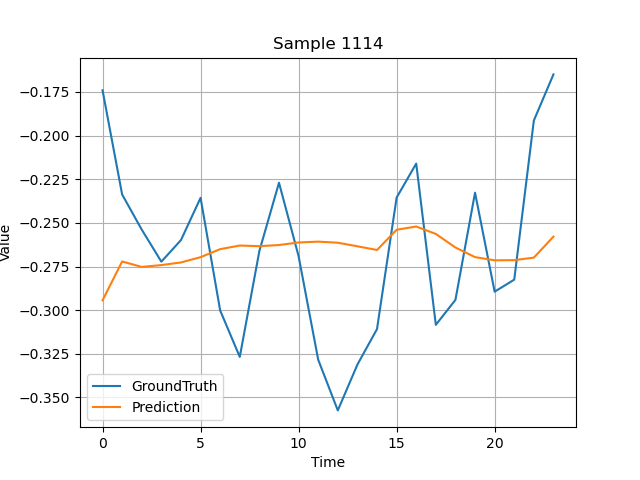 Sample 1114
Value
−0.175
−0.200
−0.225
−0.250
−0.275
−0.300
−0.325
−0.350
GroundTruth
Prediction
0 5 10 15 20
Time